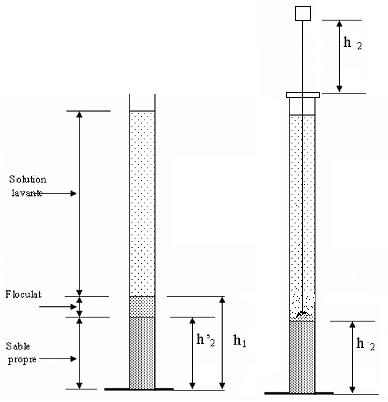 h 2
Solution
lavante
Floculat
Sable
propre
h'2
h1
h 2